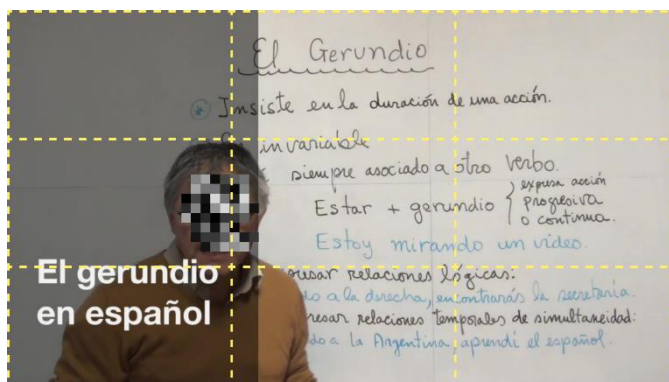 El Gerundio
Insiste en la duración de una acción.
invariable
siempre asociado a otro verbo.
Estar + gerundio
expresa acción
progresiva
o continua.
Estoy mirando un vídeo.
relaciones lógicas:
a la derecha, encontrarás la secretaría.
relaciones temporales de simultaneidad:
a la Argentina, aprendí el español.
El gerundio
en español